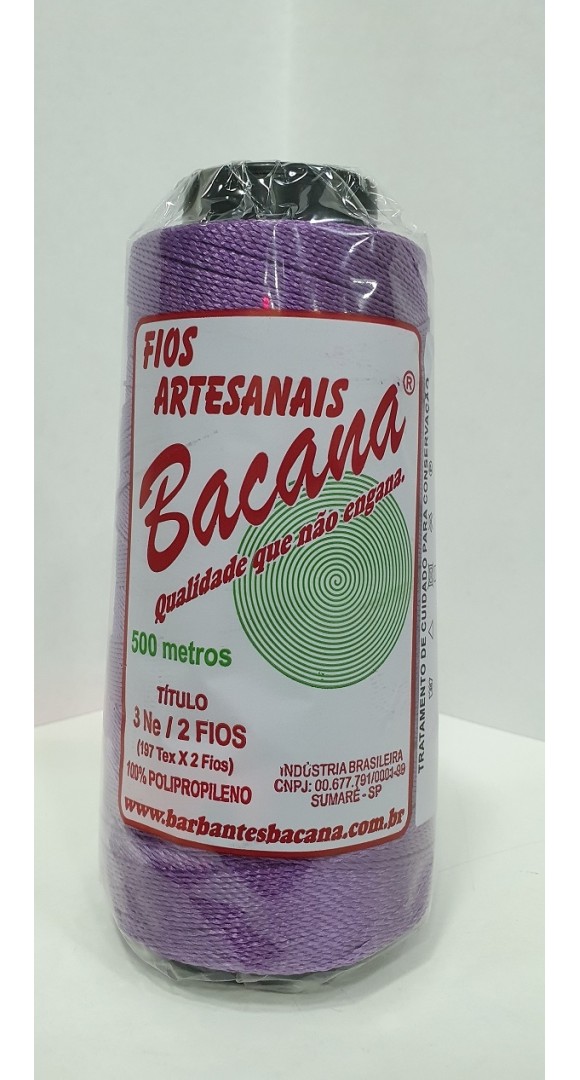 FIOS
ARTESANAIS
Bacana®
Qualidade que não engana.
500 metros
TÍTULO
3 Ne / 2 FIOS
(197 Tex X 2 Fios)
100% POLIPROPILENO
INDÚSTRIA BRASILEIRA
CNPJ: 00.677.791/0001-99
SUMARÉ - SP
www.barbantesbacana.com.br
TRATAMENTO DE CUIDADO PARA CONSERVAÇÃO